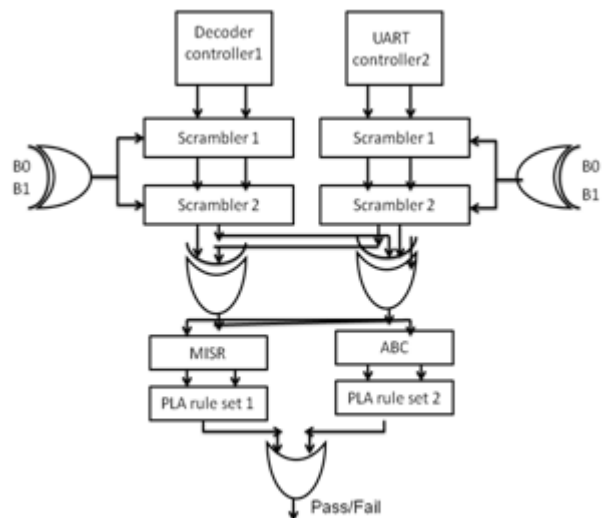 Decoder
controller1
UART
controller2
Scrambler 1
Scrambler 1
B0
B1
B0
B1
Scrambler 2
Scrambler 2
MISR
ABC
PLA rule set 1
PLA rule set 2
Pass/Fail